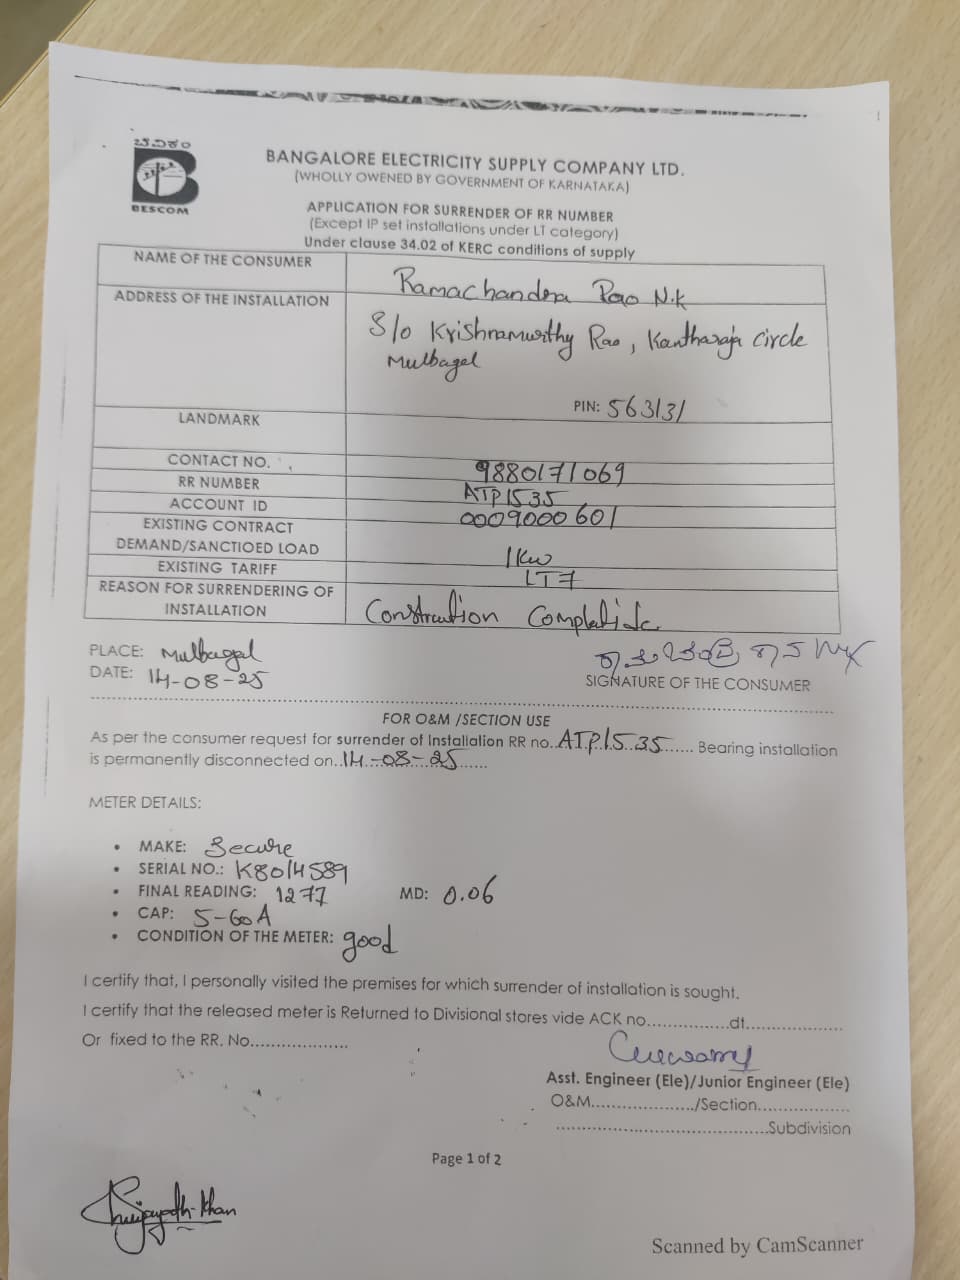 ಬೆವಿಕಂ
BESCOM
BANGALORE ELECTRICITY SUPPLY COMPANY LTD.
(WHOLLY OWENED BY GOVERNMENT OF KARNATAKA)
APPLICATION FOR SURRENDER OF RR NUMBER
(Except IP set installations under LT category)
Under clause 34.02 of KERC conditions of supply
NAME OF THE CONSUMER Ramachandra Rao N.K
ADDRESS OF THE INSTALLATION S/o Krishnamurthy Rao, Kantharaja Circle
Mulbagal
PIN: 563131
LANDMARK
CONTACT NO. 9880171069
RR NUMBER ATP1535
ACCOUNT ID 0009000601
EXISTING CONTRACT
DEMAND/SANCTIOED LOAD 1Kw
EXISTING TARIFF LT7
REASON FOR SURRENDERING OF
INSTALLATION Construction
PLACE: Mulbagal
DATE: 14-08-25
SIGNATURE OF THE CONSUMER
FOR O&M /SECTION USE
As per the consumer request for surrender of Installation RR no..ATP1535...... Bearing installation
is permanently disconnected on..14-08-25......
METER DETAILS:
• MAKE: Secure
• SERIAL NO.: K8014589
• FINAL READING: 1277 MD: 0.06
• CAP: 5-60A
• CONDITION OF THE METER: good
I certify that, I personally visited the premises for which surrender of installation is sought.
I certify that the released meter is Returned to Divisional stores vide ACK no...............dt.................
Or fixed to the RR. No..................
Asst. Engineer (Ele)/Junior Engineer (Ele)
O&M..................../Section.................
.......................................Subdivision
Page 1 of 2
Khan
Scanned by CamScanner